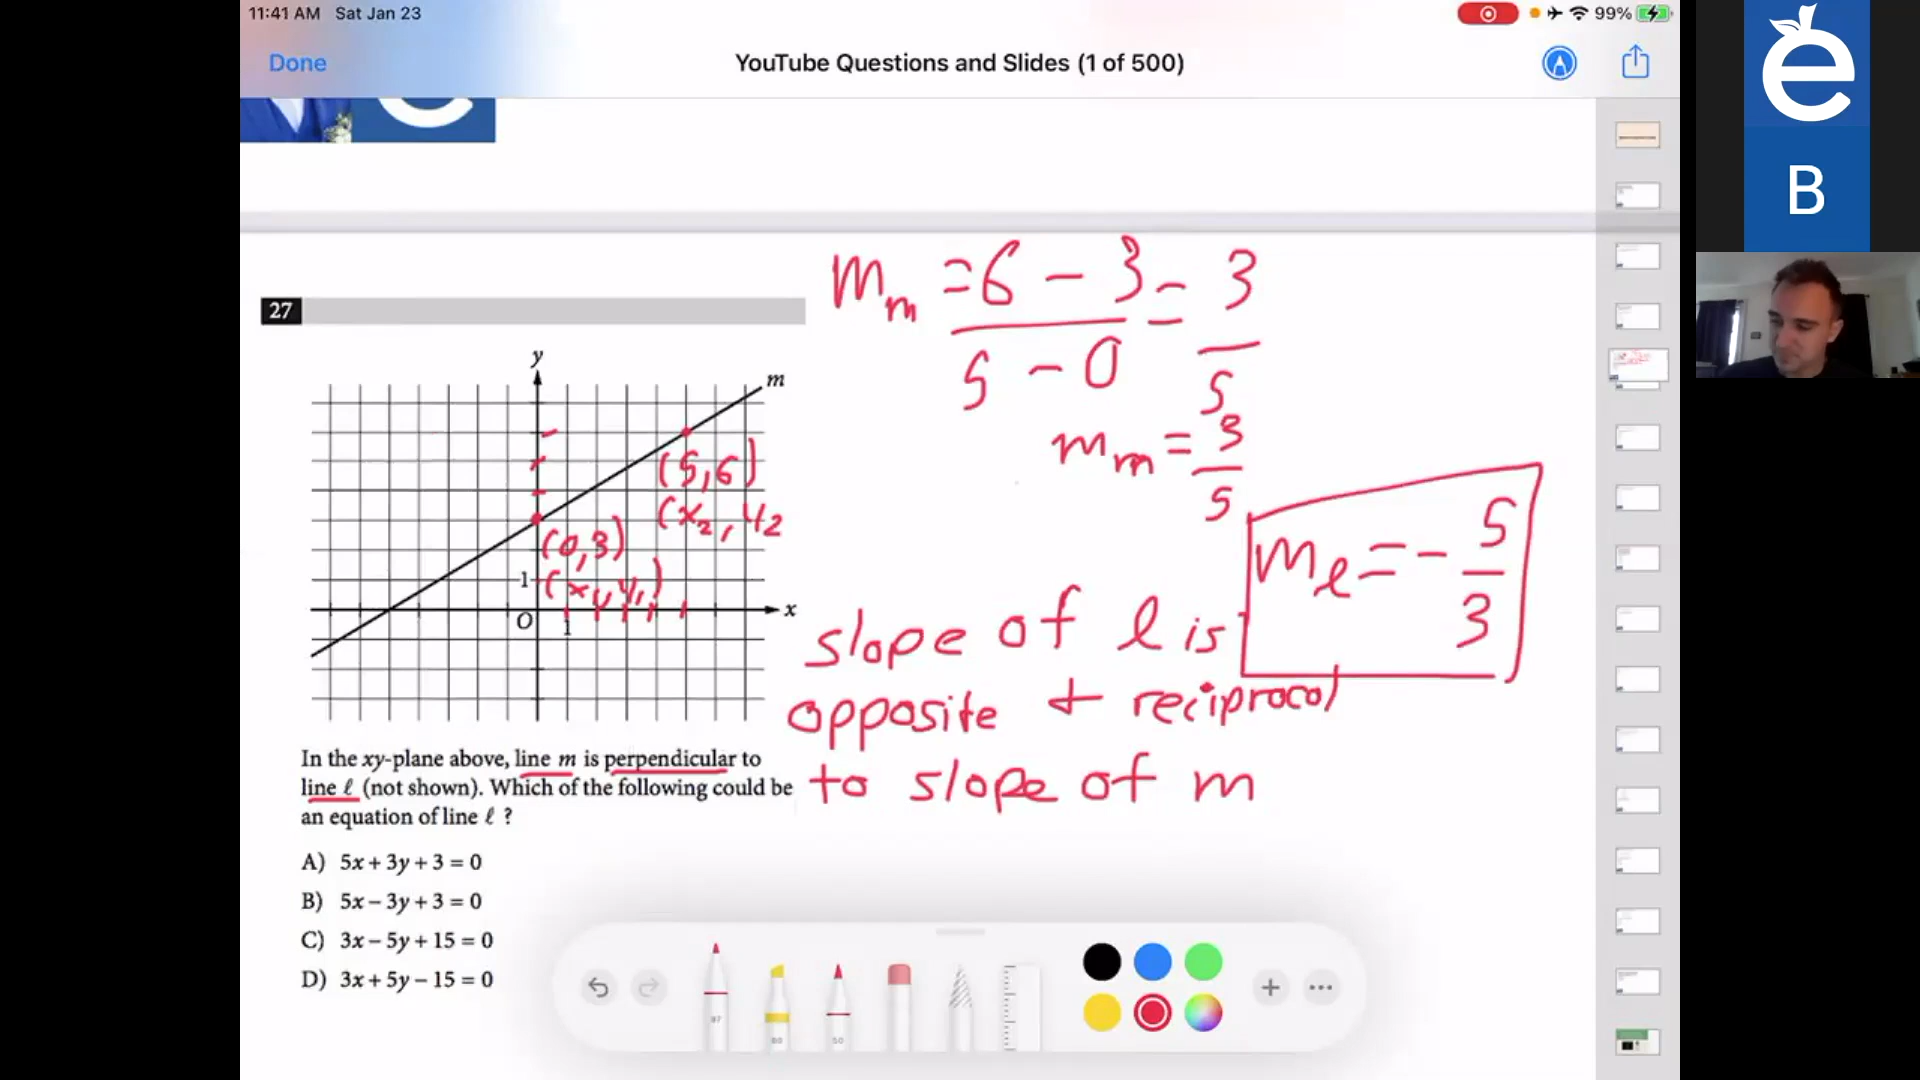 11:41 AM Sat Jan 23
99%
Done
YouTube Questions and Slides (1 of 500)
e
B
27
y
m
(5,6)
(x₂, y₂
(0,3)
(x₁, y₁)
1
O
1
x
m_m = 6 - 3 / 5 - 0 = 3/5
m_m = 3/5
m_ℓ = - 5/3
slope of ℓ is
opposite + reciprocal
to slope of m
In the xy-plane above, line m is perpendicular to
line ℓ (not shown). Which of the following could be
an equation of line ℓ ?
A) 5x + 3y + 3 = 0
B) 5x − 3y + 3 = 0
C) 3x − 5y + 15 = 0
D) 3x + 5y − 15 = 0
97
80
50